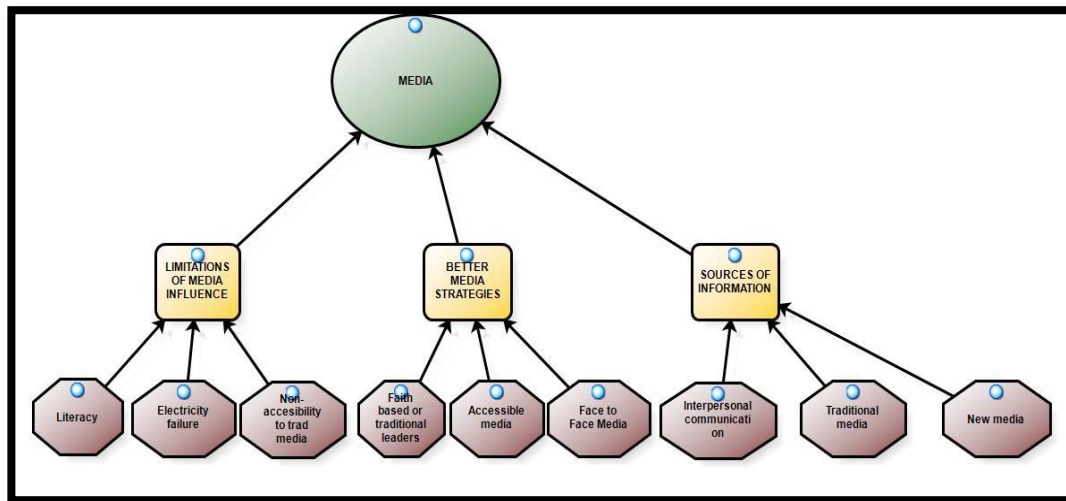 MEDIA
LIMITATIONS
OF MEDIA
INFLUENCE
BETTER
MEDIA
STRATEGIES
SOURCES OF
INFORMATION
Literacy
Electricity
failure
Non-
accesibility
to trad
media
Faith
based or
traditional
leaders
Accessible
media
Face to
Face Media
Interpersonal
communicati
on
Traditional
media
New media